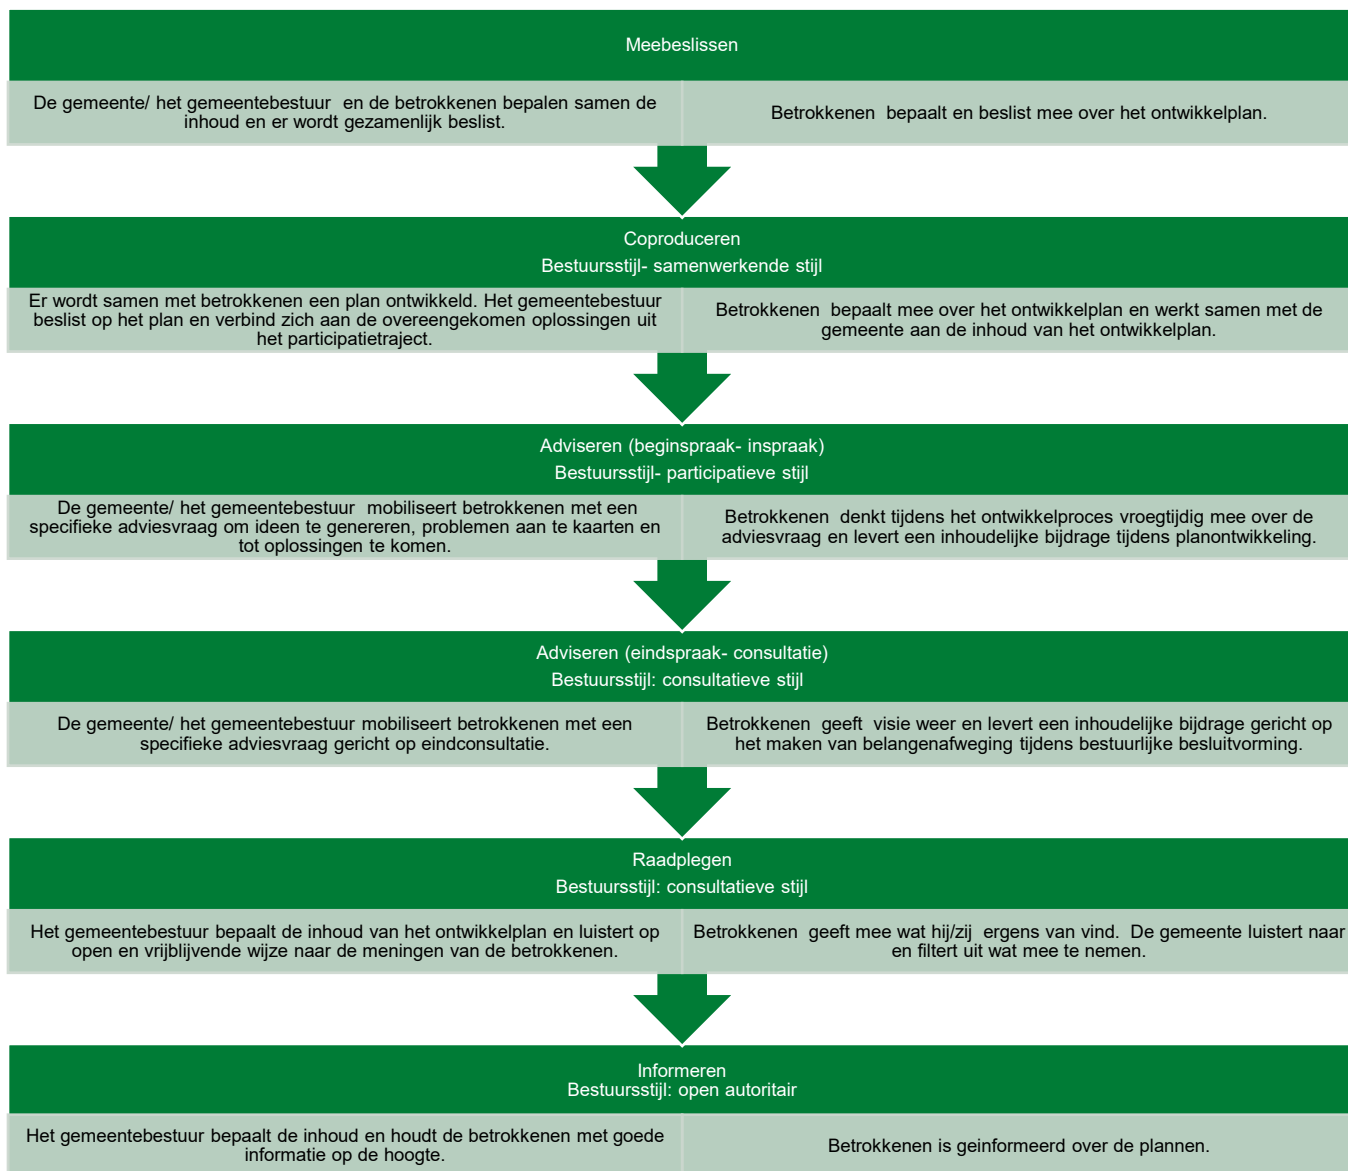 Meebeslissen
De gemeente/ het gemeentebestuur  en de betrokkenen bepalen samen de
inhoud en er wordt gezamenlijk beslist.
Betrokkenen  bepaalt en beslist mee over het ontwikkelplan.
Coproduceren
Bestuursstijl- samenwerkende stijl
Er wordt samen met betrokkenen een plan ontwikkeld. Het gemeentebestuur
beslist op het plan en verbind zich aan de overeengekomen oplossingen uit
het participatietraject.
Betrokkenen  bepaalt mee over het ontwikkelplan en werkt samen met de
gemeente aan de inhoud van het ontwikkelplan.
Adviseren (beginspraak- inspraak)
Bestuursstijl- participatieve stijl
De gemeente/ het gemeentebestuur  mobiliseert betrokkenen met een
specifieke adviesvraag om ideen te genereren, problemen aan te kaarten en
tot oplossingen te komen.
Betrokkenen  denkt tijdens het ontwikkelproces vroegtijdig mee over de
adviesvraag en levert een inhoudelijke bijdrage tijdens planontwikkeling.
Adviseren (eindspraak- consultatie)
Bestuursstijl: consultatieve stijl
De gemeente/ het gemeentebestuur mobiliseert betrokkenen met een
specifieke adviesvraag gericht op eindconsultatie.
Betrokkenen  geeft  visie weer en levert een inhoudelijke bijdrage gericht op
het maken van belangenafweging tijdens bestuurlijke besluitvorming.
Raadplegen
Bestuursstijl: consultatieve stijl
Het gemeentebestuur bepaalt de inhoud van het ontwikkelplan en luistert op
open en vrijblijvende wijze naar de meningen van de betrokkenen.
Betrokkenen  geeft mee wat hij/zij  ergens van vind.  De gemeente luistert naar
en filtert uit wat mee te nemen.
Informeren
Bestuursstijl: open autoritair
Het gemeentebestuur bepaalt de inhoud en houdt de betrokkenen met goede
informatie op de hoogte.
Betrokkenen is geinformeerd over de plannen.